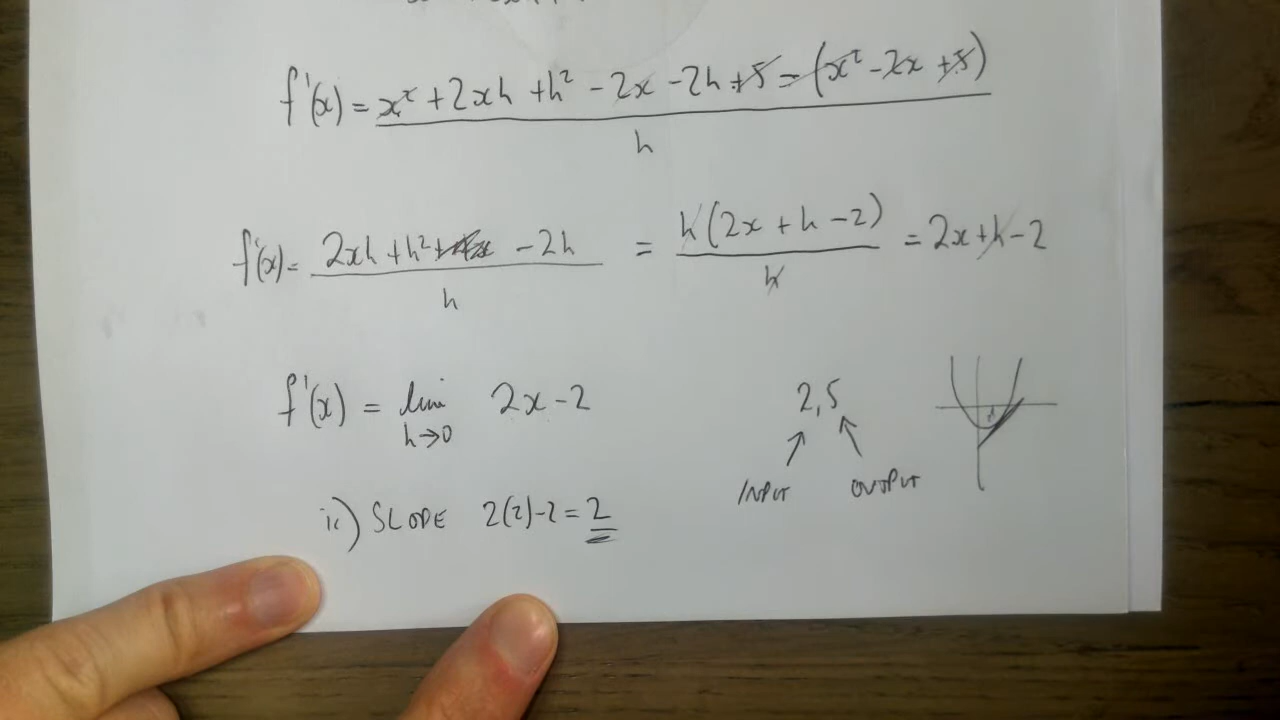 f'(x) = x² + 2xh + h² - 2x - 2h + 5 - (x² - 2x + 5)
h
f'(x) = 2xh + h² - 2h = h(2x + h - 2) = 2x + h - 2
h h
f'(x) = lim 2x - 2 2,5
h→0
INPUT OUTPUT
ii) SLOPE 2(2) - 2 = 2